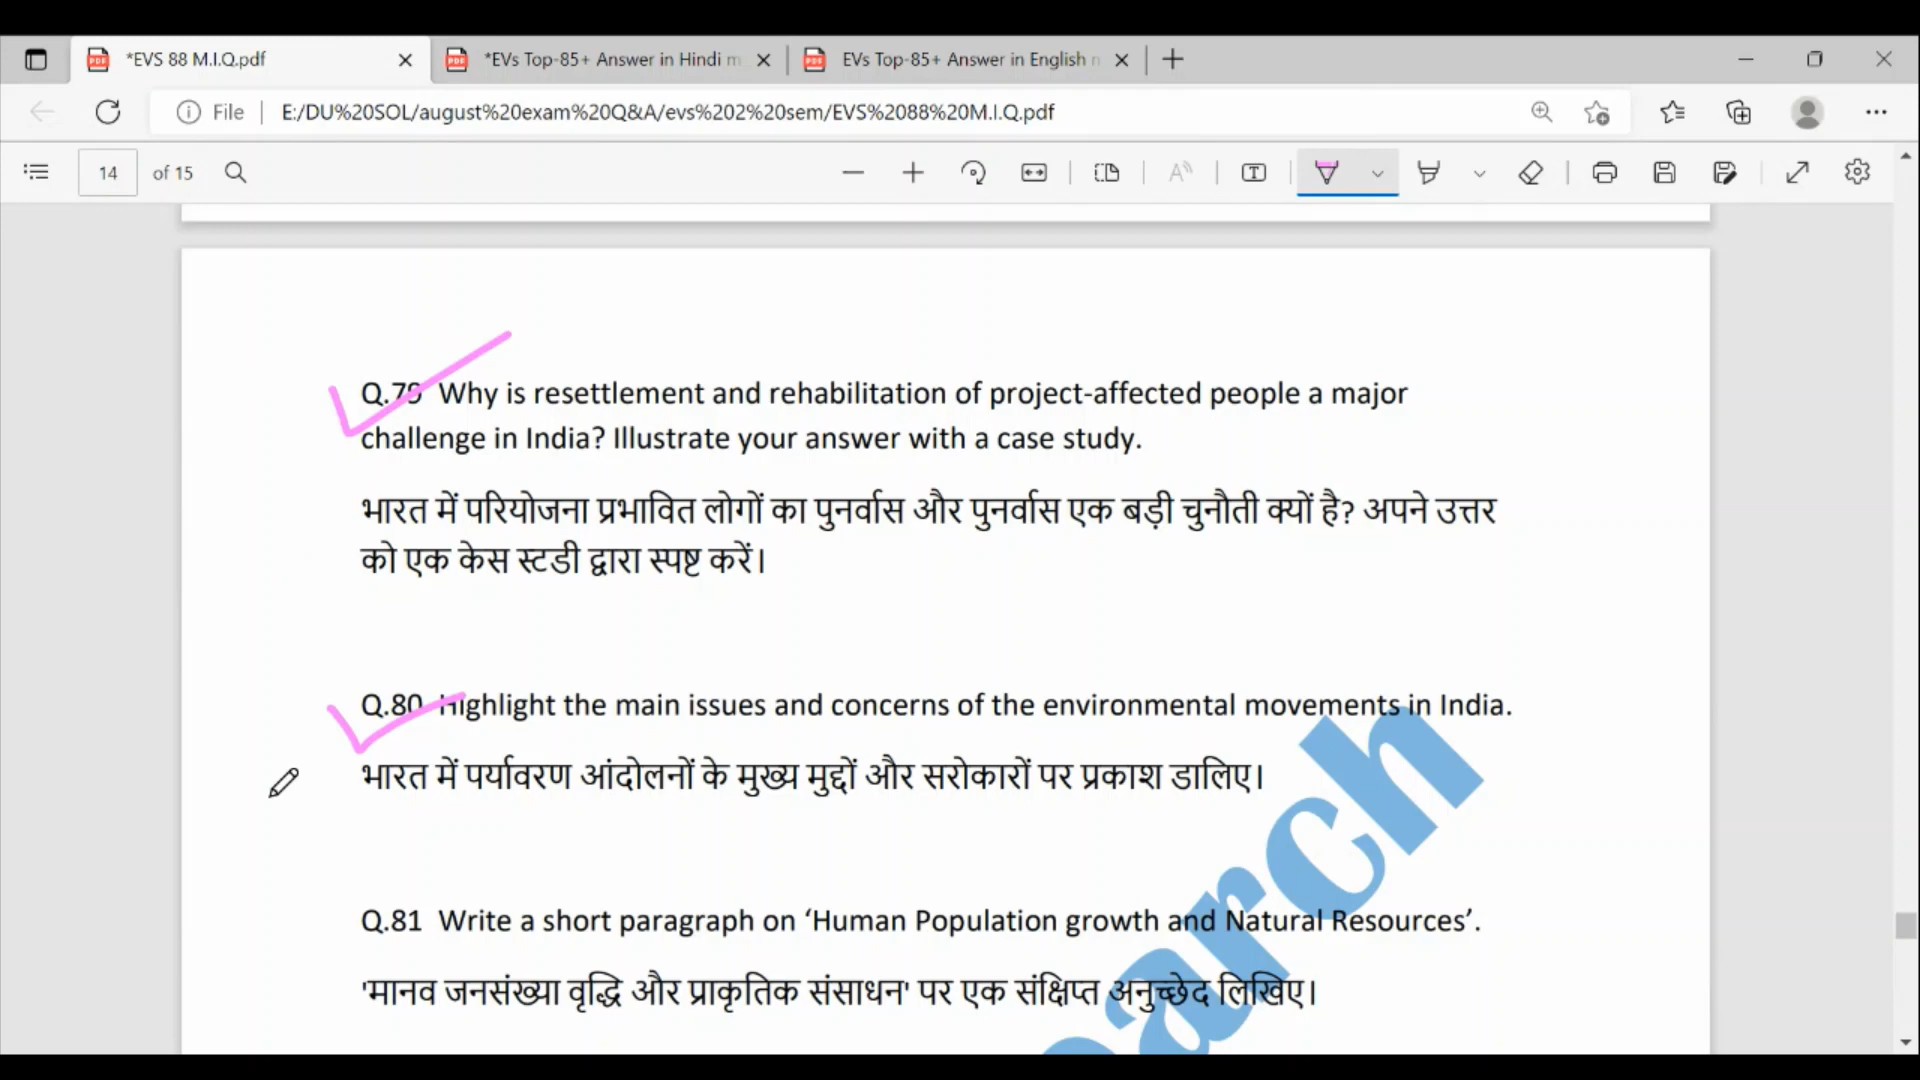 *EVS 88 M.I.Q.pdf
*EVs Top-85+ Answer in Hindi m
EVs Top-85+ Answer in English n
File
E:/DU%20SOL/august%20exam%20Q&A/evs%202%20sem/EVS%2088%20M.I.Q.pdf
14 of 15
Q.79 Why is resettlement and rehabilitation of project-affected people a major
challenge in India? Illustrate your answer with a case study.
भारत में परियोजना प्रभावित लोगों का पुनर्वास और पुनर्वास एक बड़ी चुनौती क्यों है? अपने उत्तर
को एक केस स्टडी द्वारा स्पष्ट करें।
Q.80 Highlight the main issues and concerns of the environmental movements in India.
भारत में पर्यावरण आंदोलनों के मुख्य मुद्दों और सरोकारों पर प्रकाश डालिए।
Q.81 Write a short paragraph on ‘Human Population growth and Natural Resources’.
'मानव जनसंख्या वृद्धि और प्राकृतिक संसाधन' पर एक संक्षिप्त अनुच्छेद लिखिए।
arch